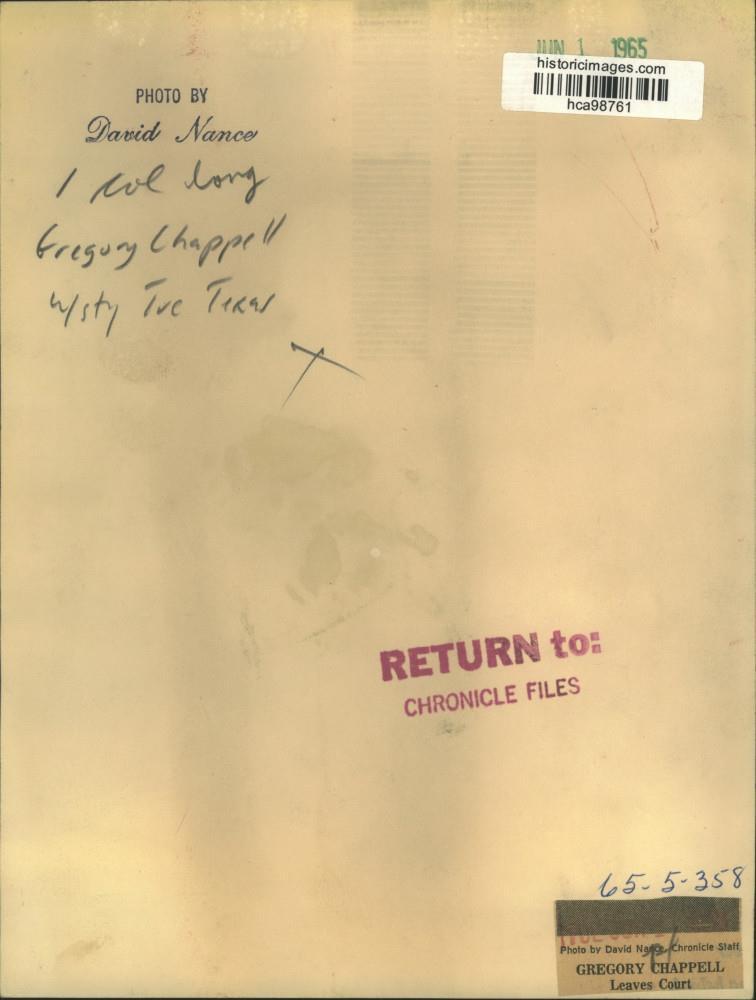 JUN 1 1965
historicimages.com
hca98761
PHOTO BY
David Nance
1 col long
Gregory Chappell
w/sty Tue Texas
RETURN to:
CHRONICLE FILES
65-5-358
Photo by David Nance, Chronicle Staff
GREGORY CHAPPELL
Leaves Court